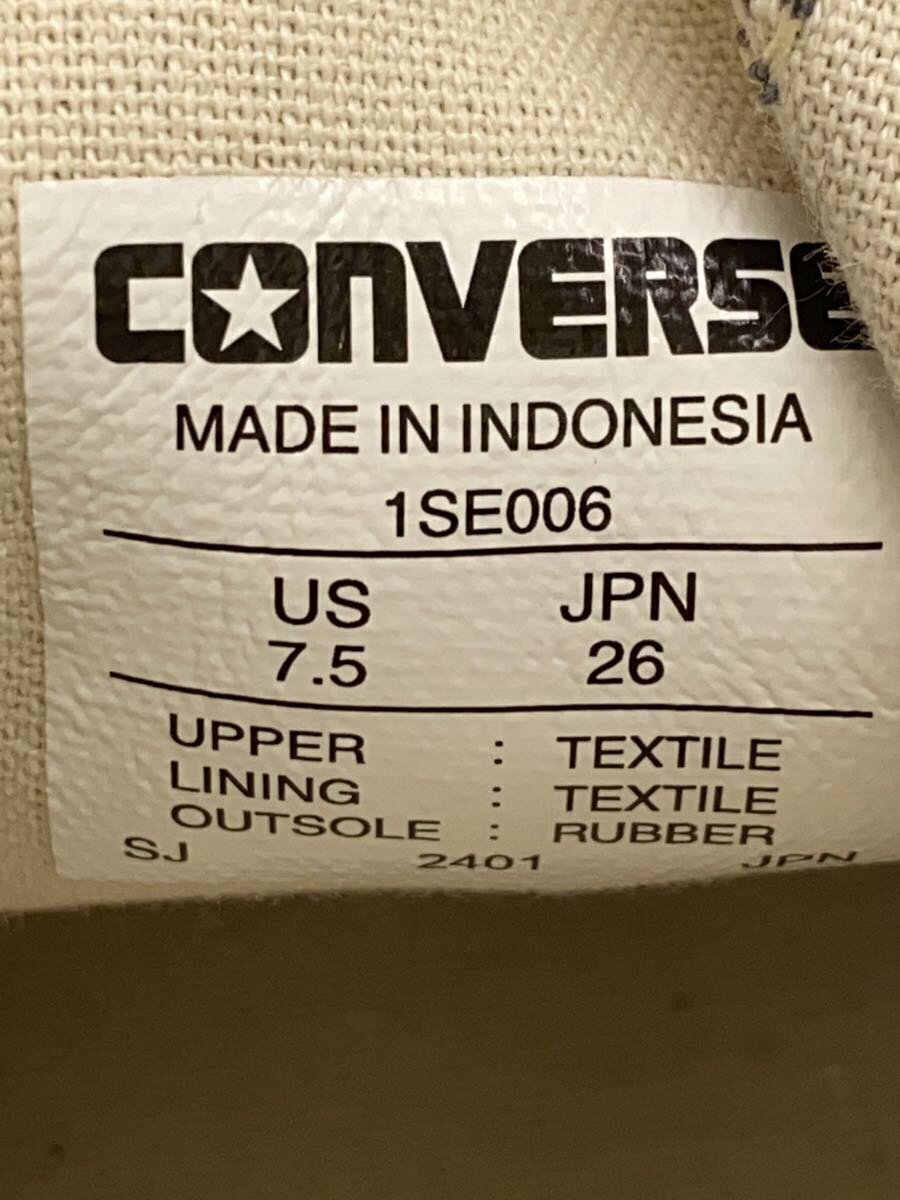 CONVERSE
MADE IN INDONESIA
1SE006
US JPN
7.5 26
UPPER : TEXTILE
LINING : TEXTILE
OUTSOLE : RUBBER
SJ 2401 JPN